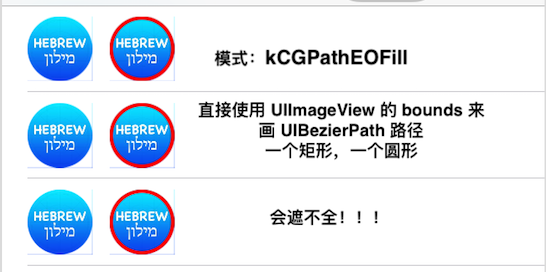 HEBREW
מילון
HEBREW
מילון
模式：kCGPathEOFill
HEBREW
מילון
HEBREW
מילון
直接使用 UIImageView 的 bounds 来
画 UIBezierPath 路径
一个矩形，一个圆形
HEBREW
מילון
HEBREW
מילון
会遮不全！！！